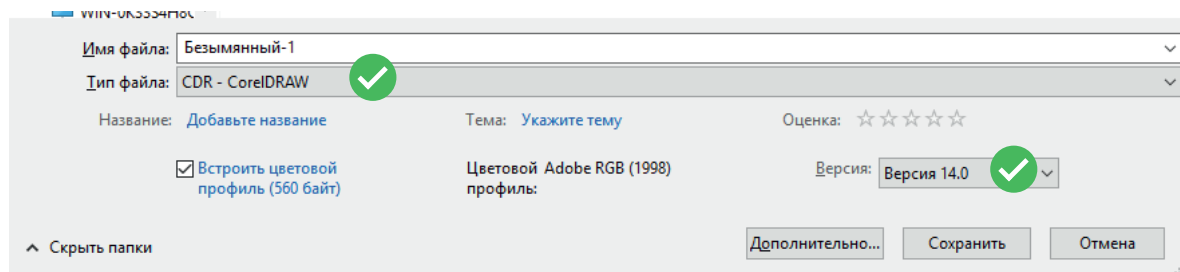 Имя файла: Безымянный-1
Тип файла: CDR - CorelDRAW
Название: Добавьте название Тема: Укажите тему Оценка: ☆☆☆☆☆
Встроить цветовой Цветовой Adobe RGB (1998) Версия: Версия 14.0
профиль (560 байт) профиль:
Скрыть папки Дополнительно... Сохранить Отмена